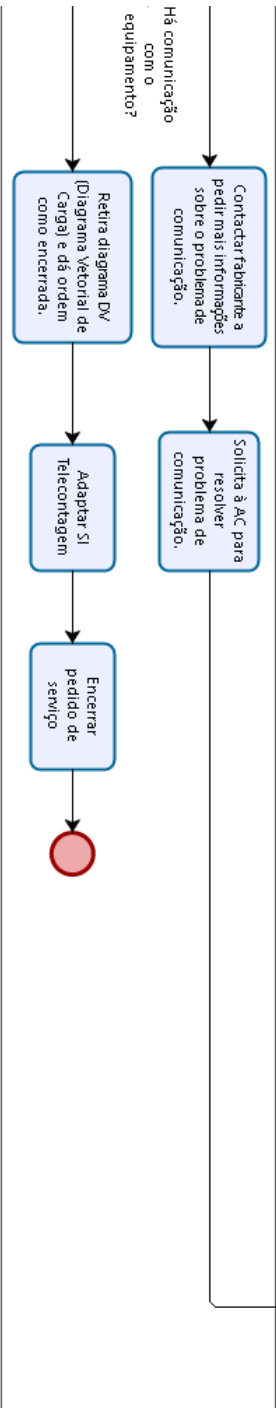 Há comunicação
com o
equipamento?
Contactar fabricante a
pedir mais informações
sobre o problema de
comunicação.
Solicita à AC para
resolver
problema de
comunicação.
Retira diagrama DV
(Diagrama Vetorial de
Carga) e dá ordem
como encerrada.
Adaptar SI
Telecontagem
Encerrar
pedido de
serviço